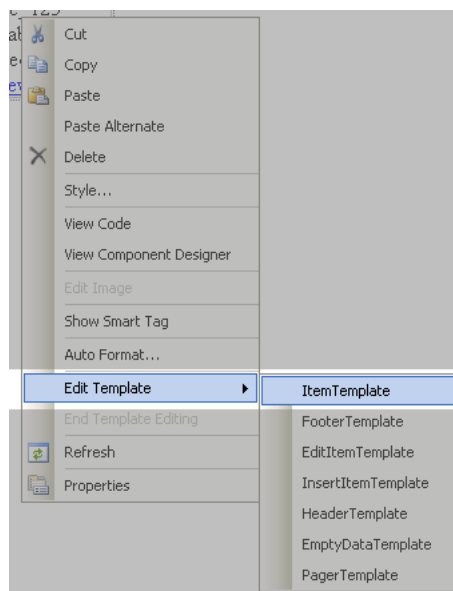 Cut
Copy
Paste
Paste Alternate
Delete
Style...
View Code
View Component Designer
Edit Image
Show Smart Tag
Auto Format...
Edit Template
ItemTemplate
End Template Editing
FooterTemplate
Refresh
EditItemTemplate
Properties
InsertItemTemplate
HeaderTemplate
EmptyDataTemplate
PagerTemplate